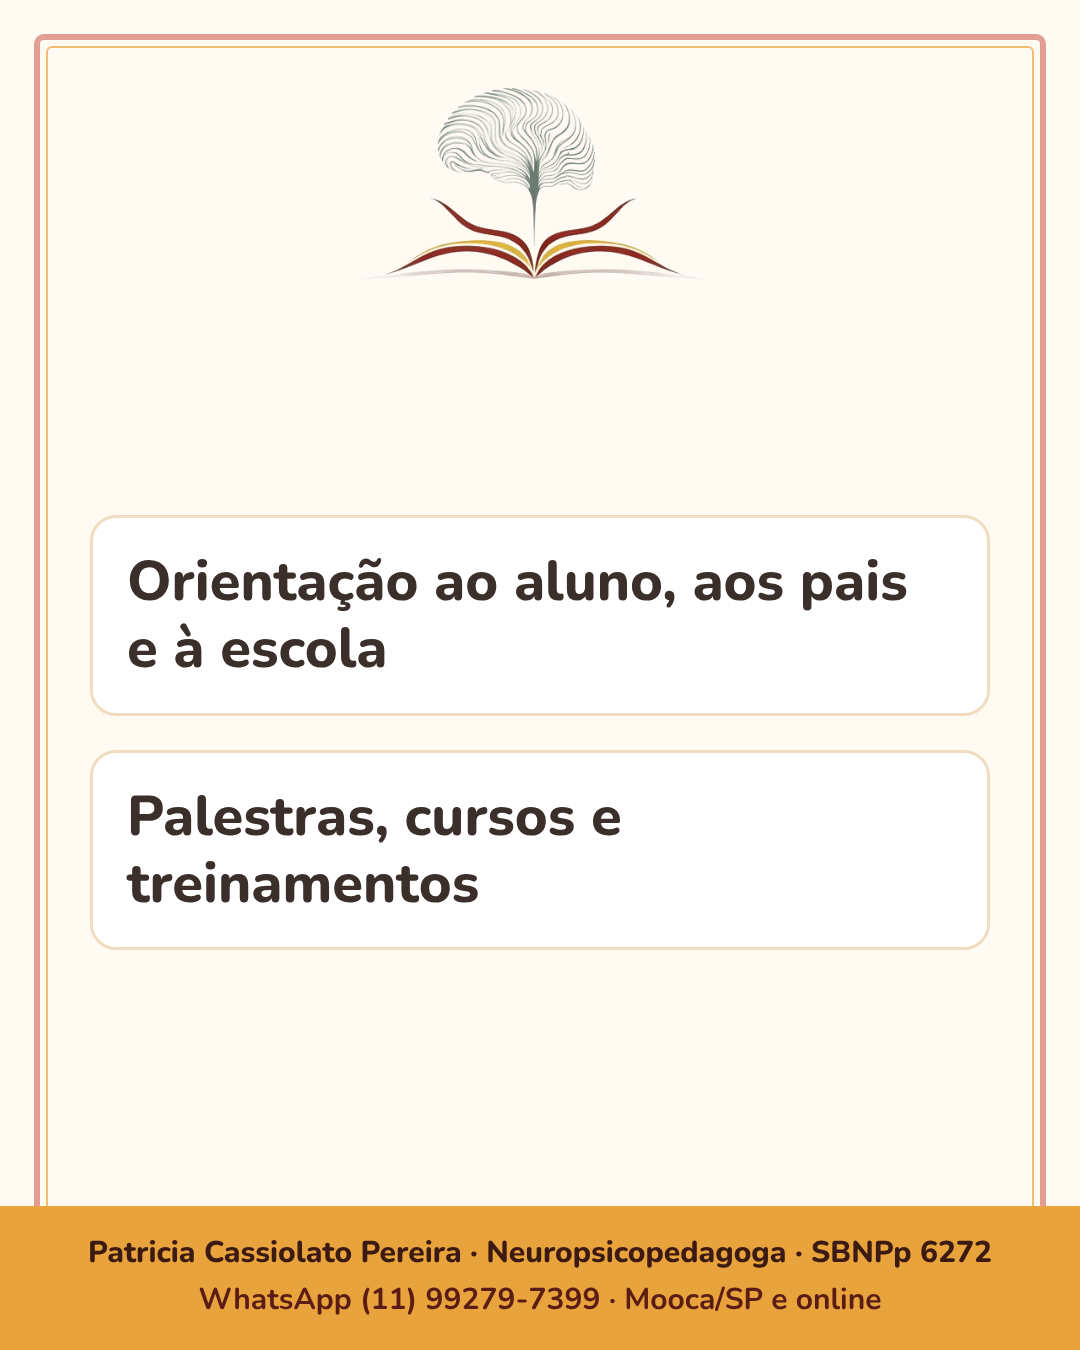 Orientação ao aluno, aos pais
e à escola
Palestras, cursos e
treinamentos
Patricia Cassiolato Pereira · Neuropsicopedagoga · SBNPp 6272
WhatsApp (11) 99279-7399 · Mooca/SP e online